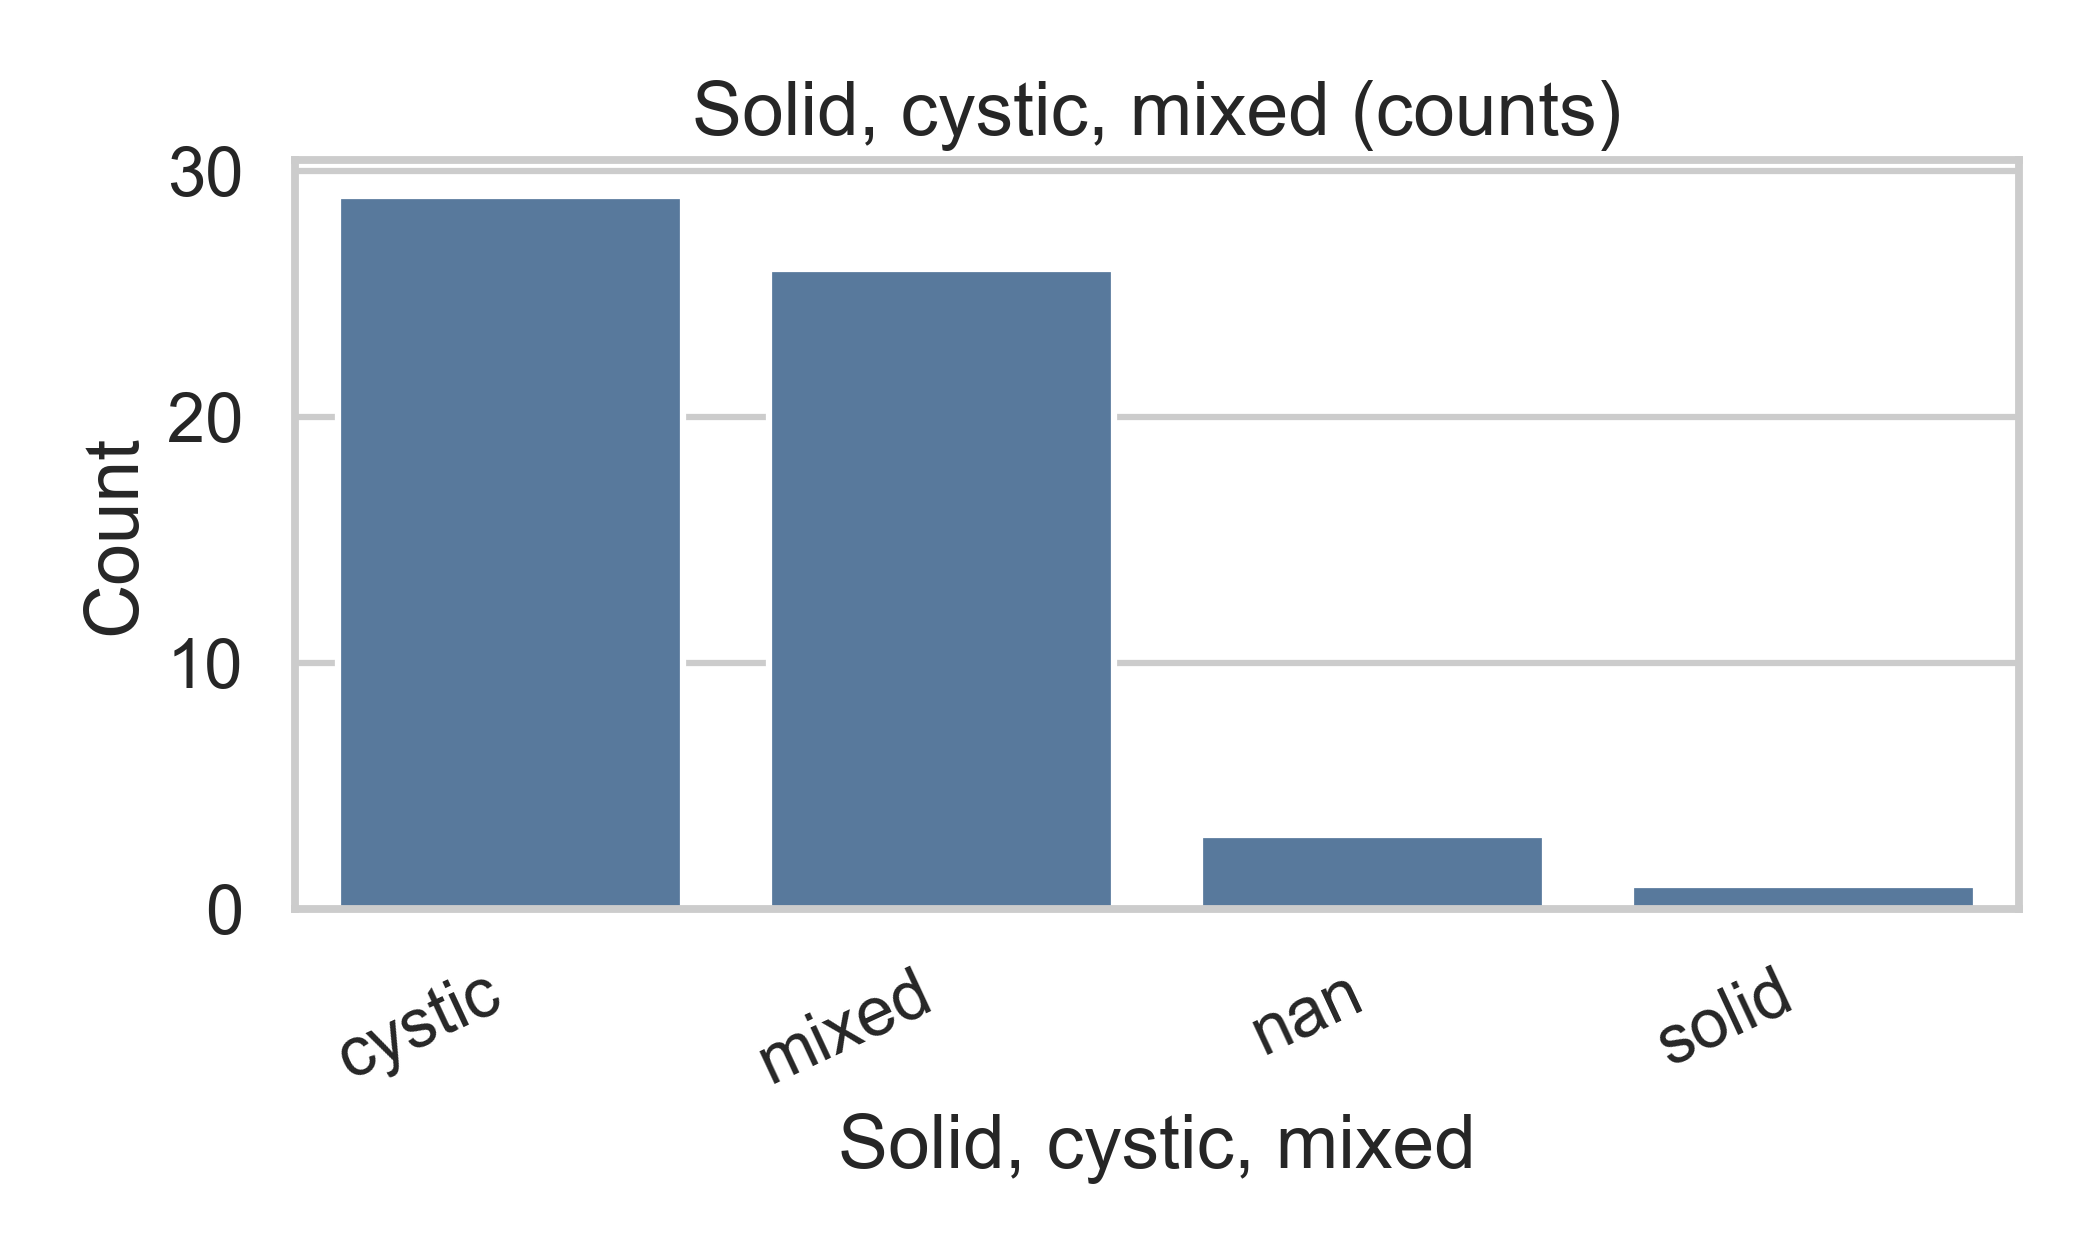 Solid, cystic, mixed (counts)
30
20
10
0
Count
cystic
mixed
nan
solid
Solid, cystic, mixed